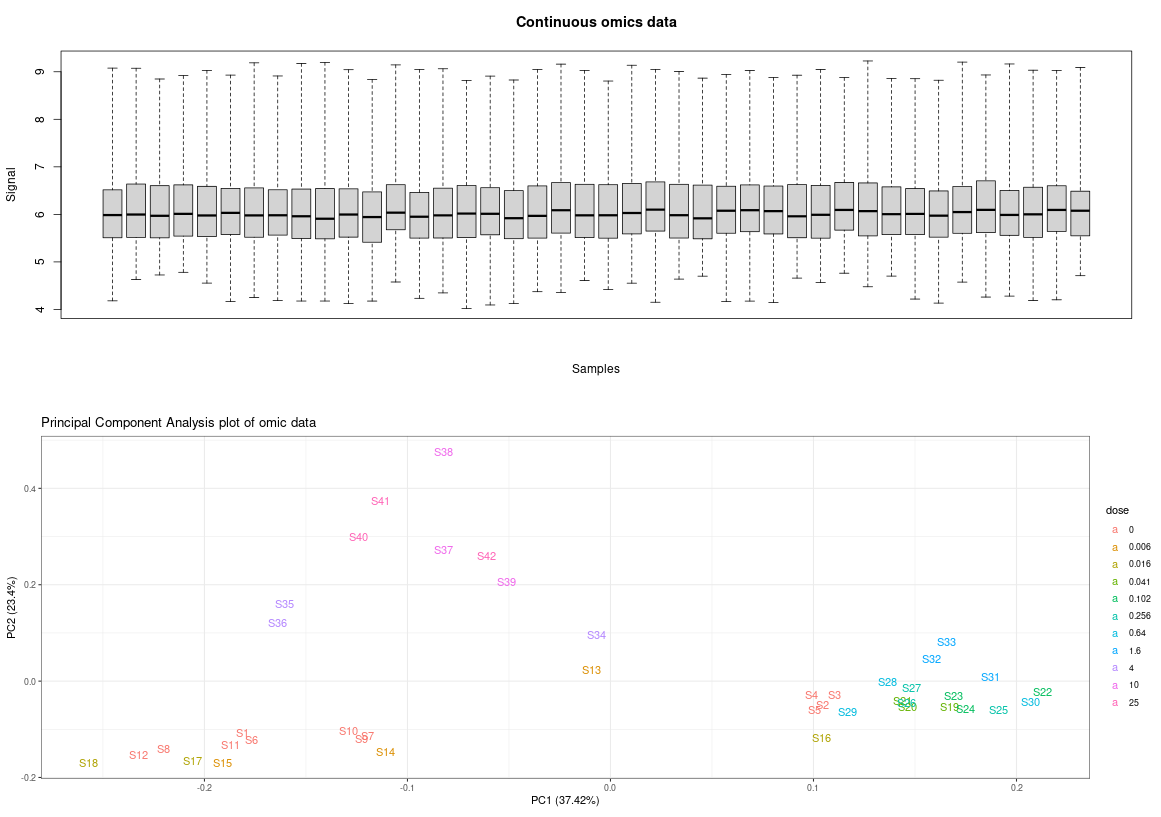 Continuous omics data
Signal
9
8
7
6
5
4
Samples
Principal Component Analysis plot of omic data
PC2 (23.4%)
0.4
0.2
0.0
-0.2
S38
S41
S40
S37
S42
S39
S35
S36
S34
S13
S33
S32
S31
S28
S27
S22
S4
S3
S23
S2
S5
S29
S26
S20
S19
S24
S25
S30
S16
S1
S6
S11
S8
S12
S10
S7
S9
S14
S18
S17
S15
-0.2
-0.1
0.0
0.1
0.2
PC1 (37.42%)
dose
a 0
a 0.006
a 0.016
a 0.041
a 0.102
a 0.256
a 0.64
a 1.6
a 4
a 10
a 25